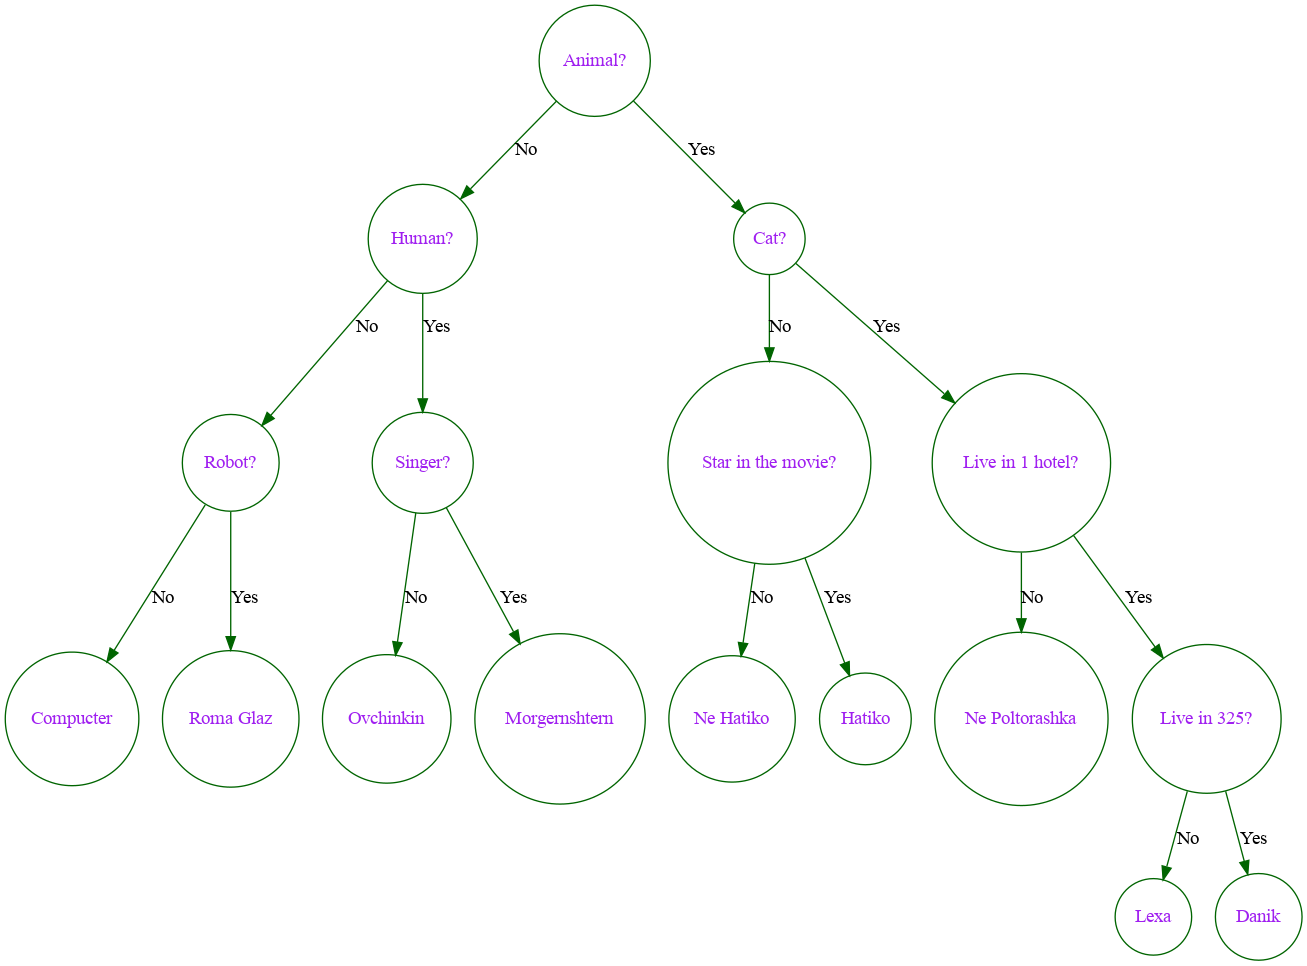 Animal?
No
Yes
Human?
Cat?
No
Yes
No
Yes
Robot?
Singer?
Star in the movie?
Live in 1 hotel?
No
Yes
No
Yes
No
Yes
No
Yes
Compucter
Roma Glaz
Ovchinkin
Morgernshtern
Ne Hatiko
Hatiko
Ne Poltorashka
Live in 325?
No
Yes
Lexa
Danik